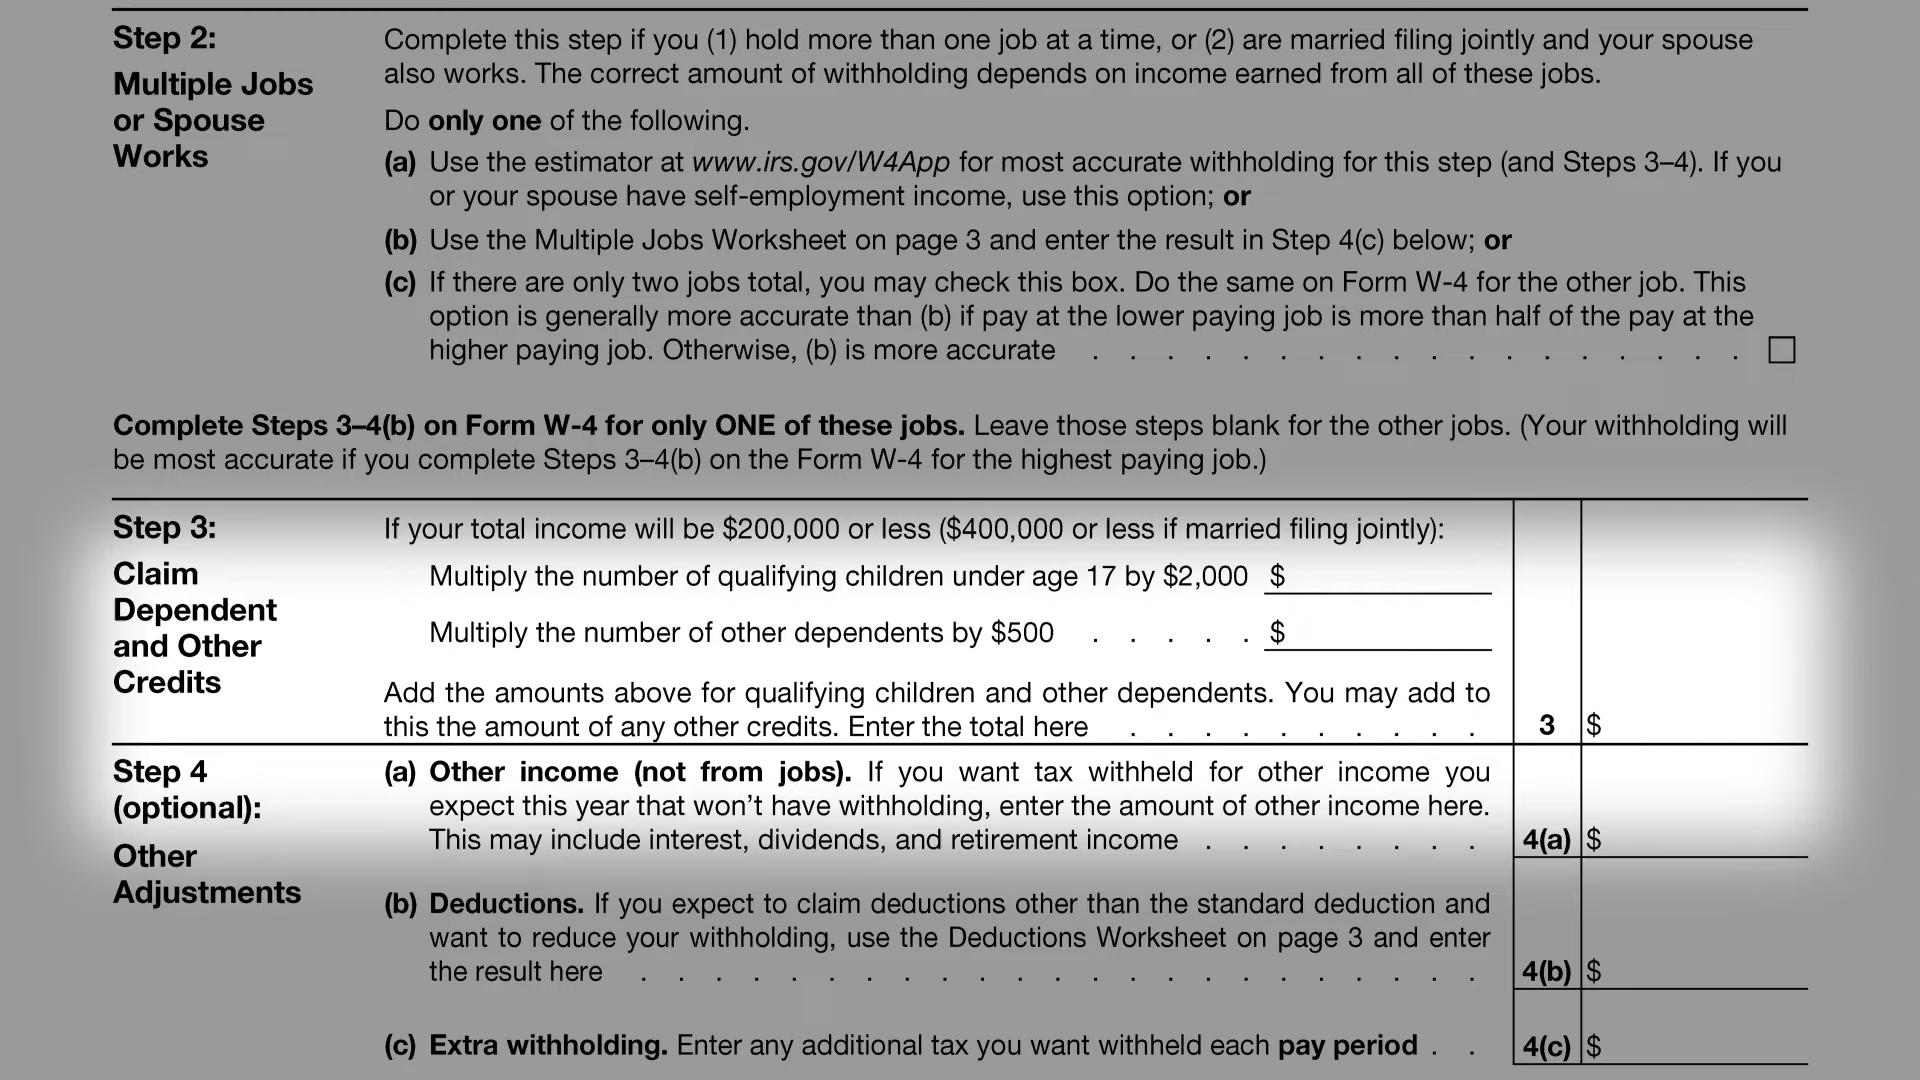 Step 2:
Multiple Jobs
or Spouse
Works
Complete this step if you (1) hold more than one job at a time, or (2) are married filing jointly and your spouse
also works. The correct amount of withholding depends on income earned from all of these jobs.
Do only one of the following.
(a) Use the estimator at www.irs.gov/W4App for most accurate withholding for this step (and Steps 3–4). If you
or your spouse have self-employment income, use this option; or
(b) Use the Multiple Jobs Worksheet on page 3 and enter the result in Step 4(c) below; or
(c) If there are only two jobs total, you may check this box. Do the same on Form W-4 for the other job. This
option is generally more accurate than (b) if pay at the lower paying job is more than half of the pay at the
higher paying job. Otherwise, (b) is more accurate . . . . . . . . . . . . . . . . . .
Complete Steps 3–4(b) on Form W-4 for only ONE of these jobs. Leave those steps blank for the other jobs. (Your withholding will
be most accurate if you complete Steps 3–4(b) on the Form W-4 for the highest paying job.)
Step 3:
Claim
Dependent
and Other
Credits
If your total income will be $200,000 or less ($400,000 or less if married filing jointly):
Multiply the number of qualifying children under age 17 by $2,000 $
Multiply the number of other dependents by $500 . . . . . $
Add the amounts above for qualifying children and other dependents. You may add to
this the amount of any other credits. Enter the total here . . . . . . . . . . 3 $
Step 4
(optional):
Other
Adjustments
(a) Other income (not from jobs). If you want tax withheld for other income you
expect this year that won’t have withholding, enter the amount of other income here.
This may include interest, dividends, and retirement income . . . . . . . . 4(a) $
(b) Deductions. If you expect to claim deductions other than the standard deduction and
want to reduce your withholding, use the Deductions Worksheet on page 3 and enter
the result here . . . . . . . . . . . . . . . . . . . . . . . 4(b) $
(c) Extra withholding. Enter any additional tax you want withheld each pay period . . 4(c) $